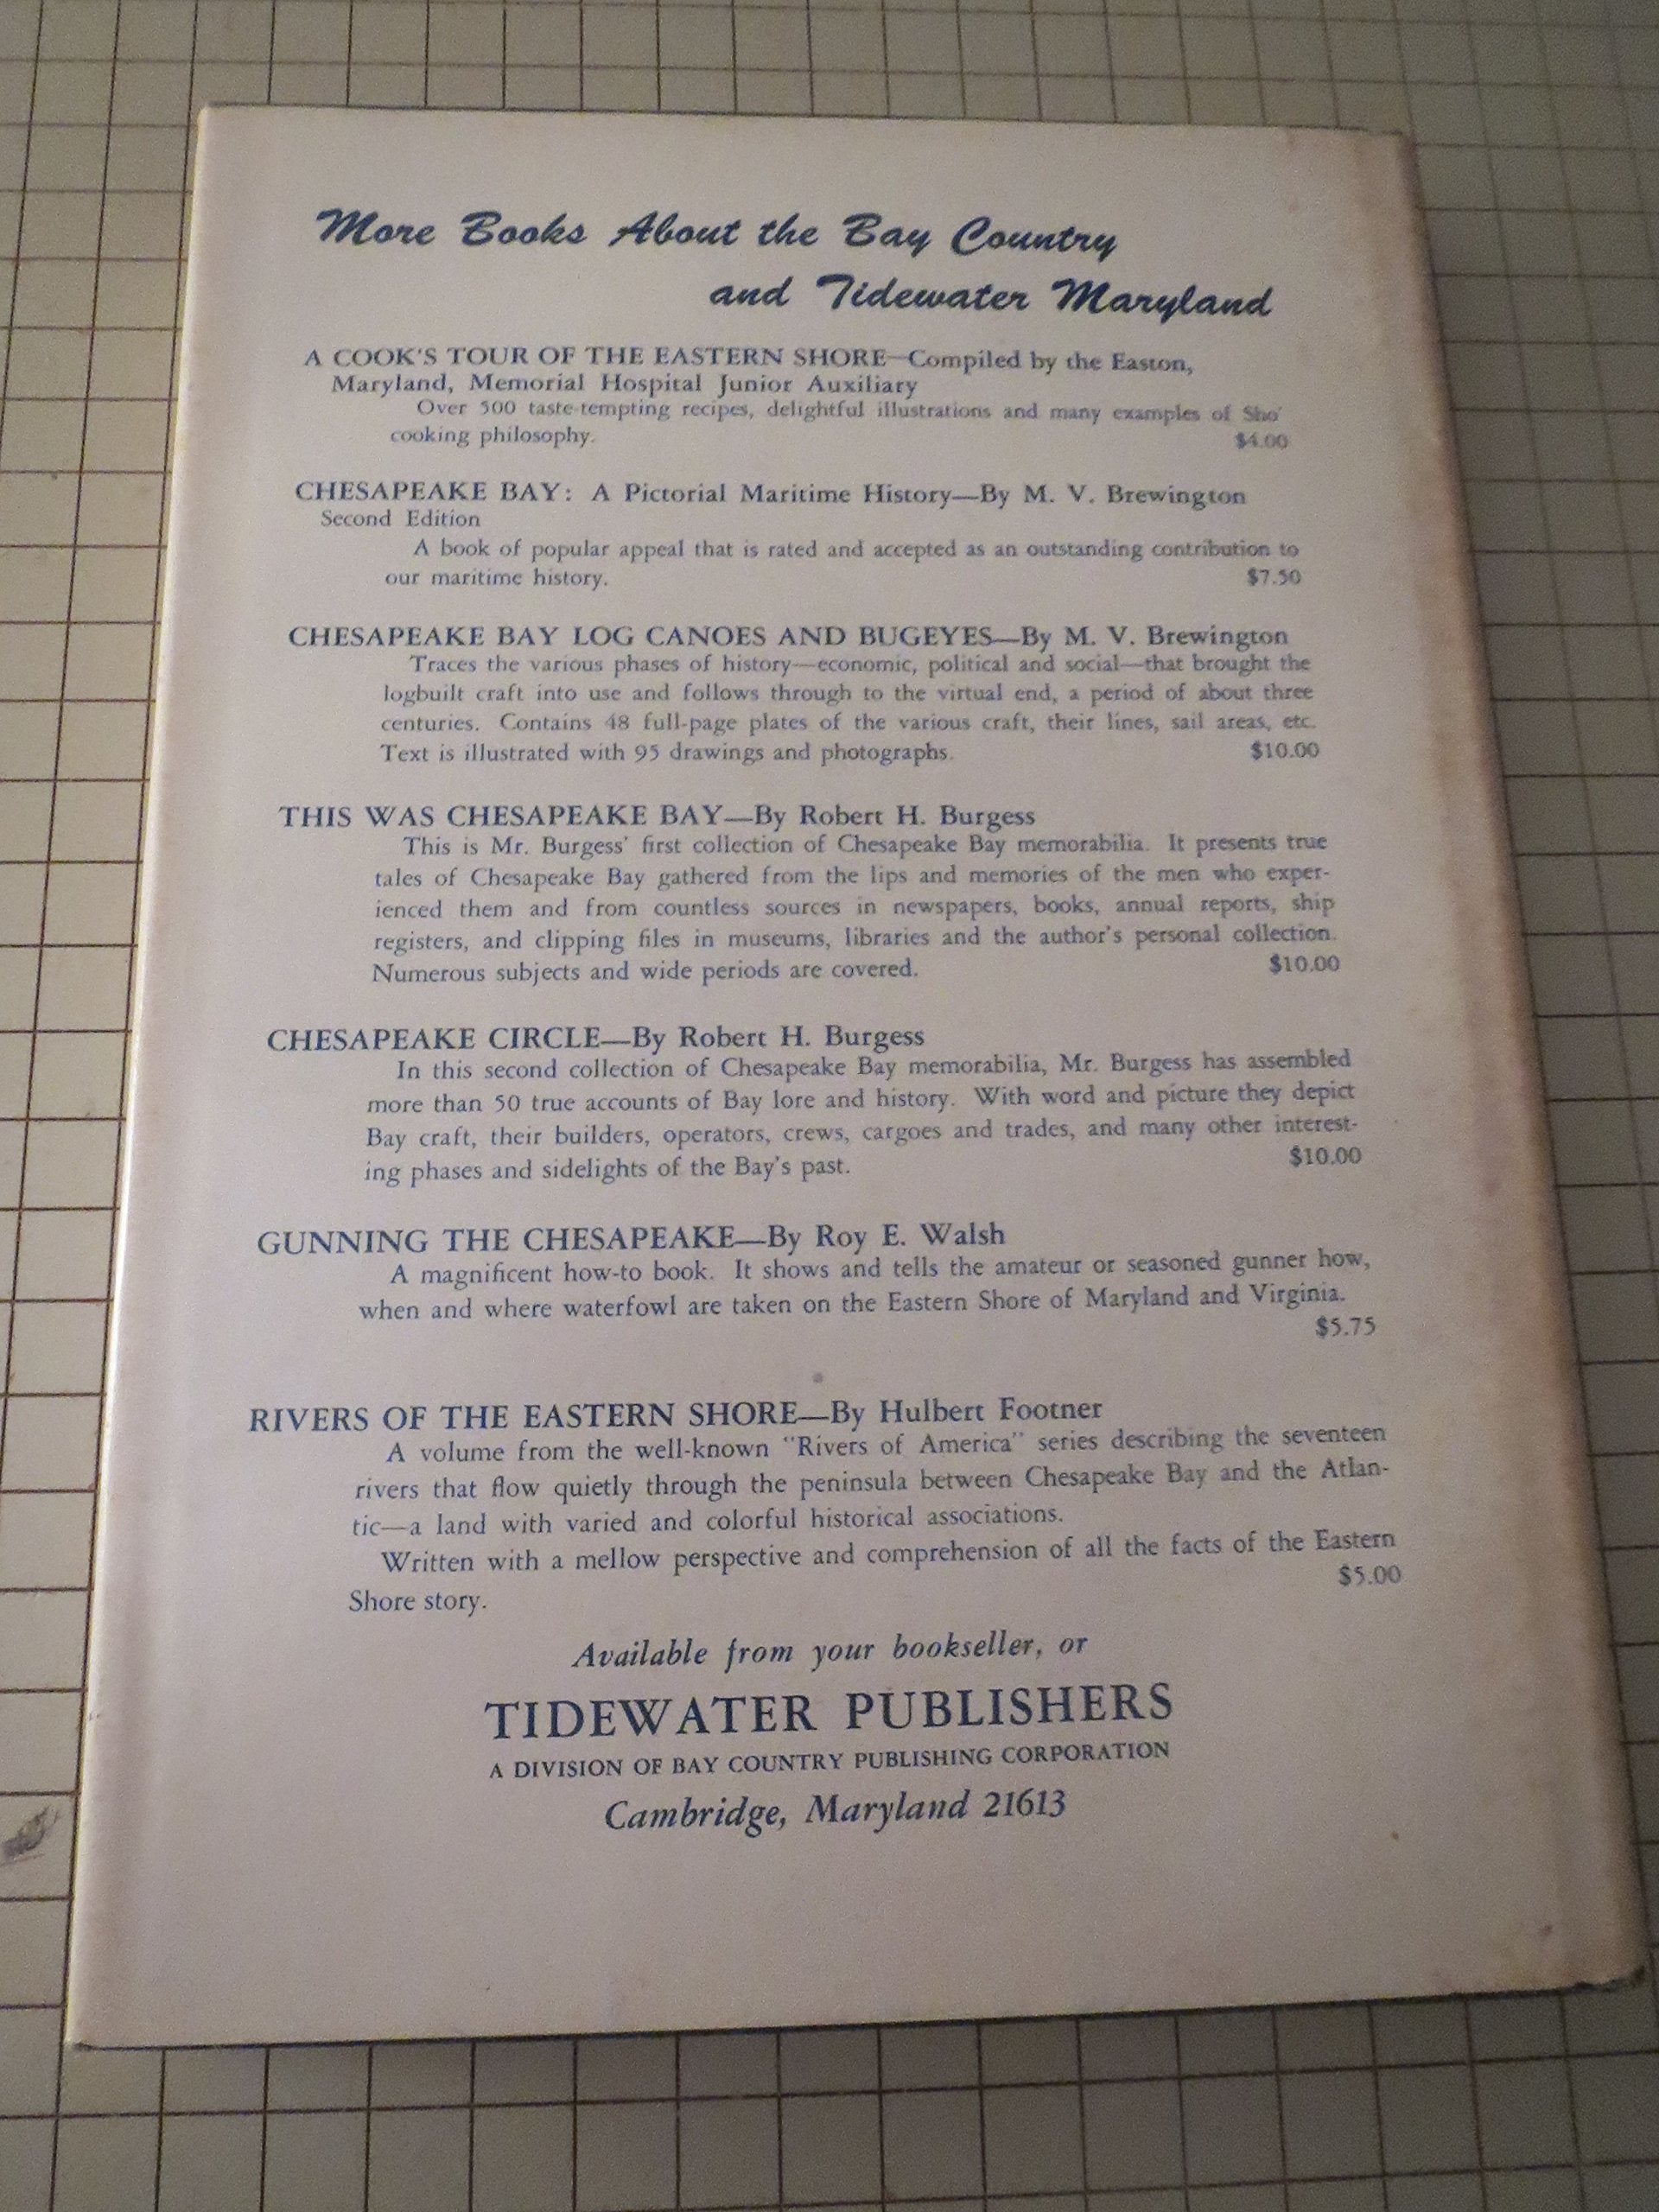 More Books About the Bay Country
and Tidewater Maryland
A COOK'S TOUR OF THE EASTERN SHORE—Compiled by the Easton,
Maryland, Memorial Hospital Junior Auxiliary
Over 500 taste-tempting recipes, delightful illustrations and many examples of Sho'
cooking philosophy. $4.00
CHESAPEAKE BAY: A Pictorial Maritime History—By M. V. Brewington
Second Edition
A book of popular appeal that is rated and accepted as an outstanding contribution to
our maritime history. $7.50
CHESAPEAKE BAY LOG CANOES AND BUGEYES—By M. V. Brewington
Traces the various phases of history—economic, political and social—that brought the
logbuilt craft into use and follows through to the virtual end, a period of about three
centuries. Contains 48 full-page plates of the various craft, their lines, sail areas, etc.
Text is illustrated with 95 drawings and photographs. $10.00
THIS WAS CHESAPEAKE BAY—By Robert H. Burgess
This is Mr. Burgess' first collection of Chesapeake Bay memorabilia. It presents true
tales of Chesapeake Bay gathered from the lips and memories of the men who exper-
ienced them and from countless sources in newspapers, books, annual reports, ship
registers, and clipping files in museums, libraries and the author's personal collection.
Numerous subjects and wide periods are covered. $10.00
CHESAPEAKE CIRCLE—By Robert H. Burgess
In this second collection of Chesapeake Bay memorabilia, Mr. Burgess has assembled
more than 50 true accounts of Bay lore and history. With word and picture they depict
Bay craft, their builders, operators, crews, cargoes and trades, and many other interest-
ing phases and sidelights of the Bay's past. $10.00
GUNNING THE CHESAPEAKE—By Roy E. Walsh
A magnificent how-to book. It shows and tells the amateur or seasoned gunner how,
when and where waterfowl are taken on the Eastern Shore of Maryland and Virginia.
$5.75
RIVERS OF THE EASTERN SHORE—By Hulbert Footner
A volume from the well-known "Rivers of America" series describing the seventeen
rivers that flow quietly through the peninsula between Chesapeake Bay and the Atlan-
tic—a land with varied and colorful historical associations.
Written with a mellow perspective and comprehension of all the facts of the Eastern
Shore story. $5.00
Available from your bookseller, or
TIDEWATER PUBLISHERS
A DIVISION OF BAY COUNTRY PUBLISHING CORPORATION
Cambridge, Maryland 21613